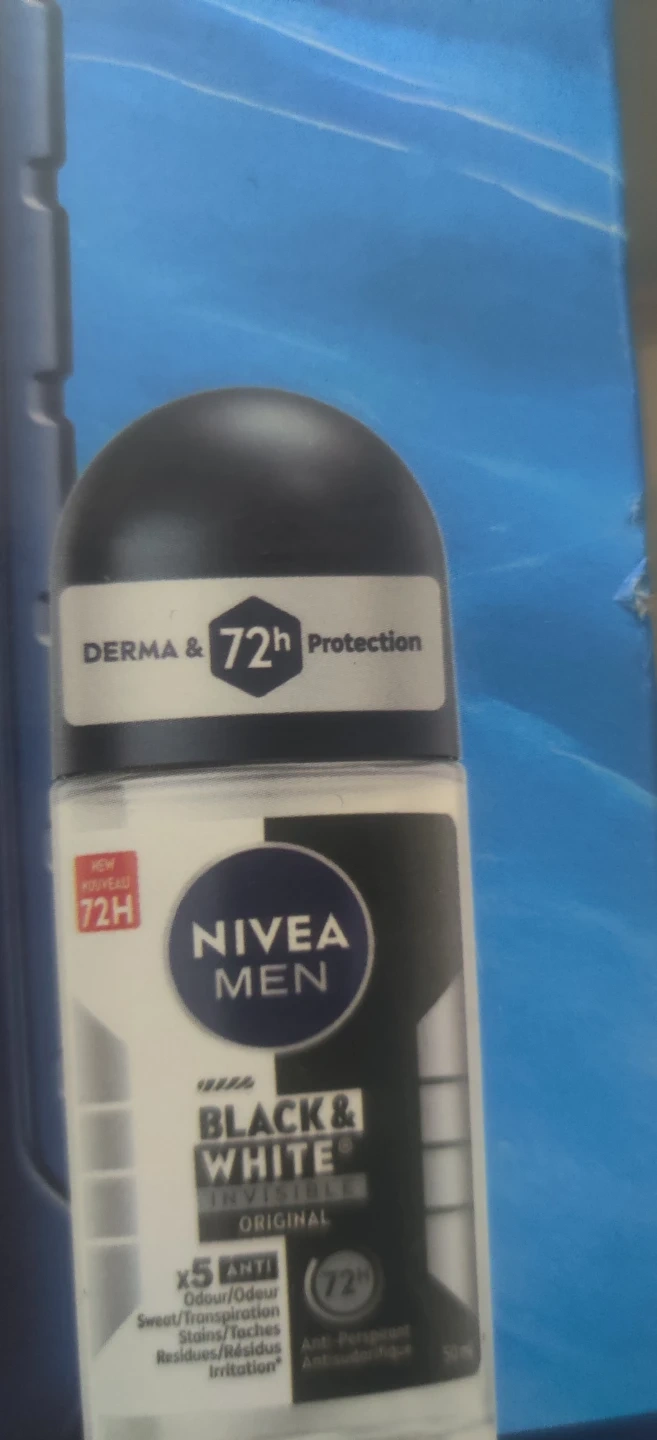 DERMA & 72h Protection
NEW
NOUVEAU
72H
NIVEA
MEN
BLACK &
WHITE®
INVISIBLE
ORIGINAL
x5 ANTI
Odour/Odeur
Sweat/Transpiration
Stains/Taches
Residues/Résidus
Irritation*
72H
Anti-Perspirant
Antisudorifique
50 ml